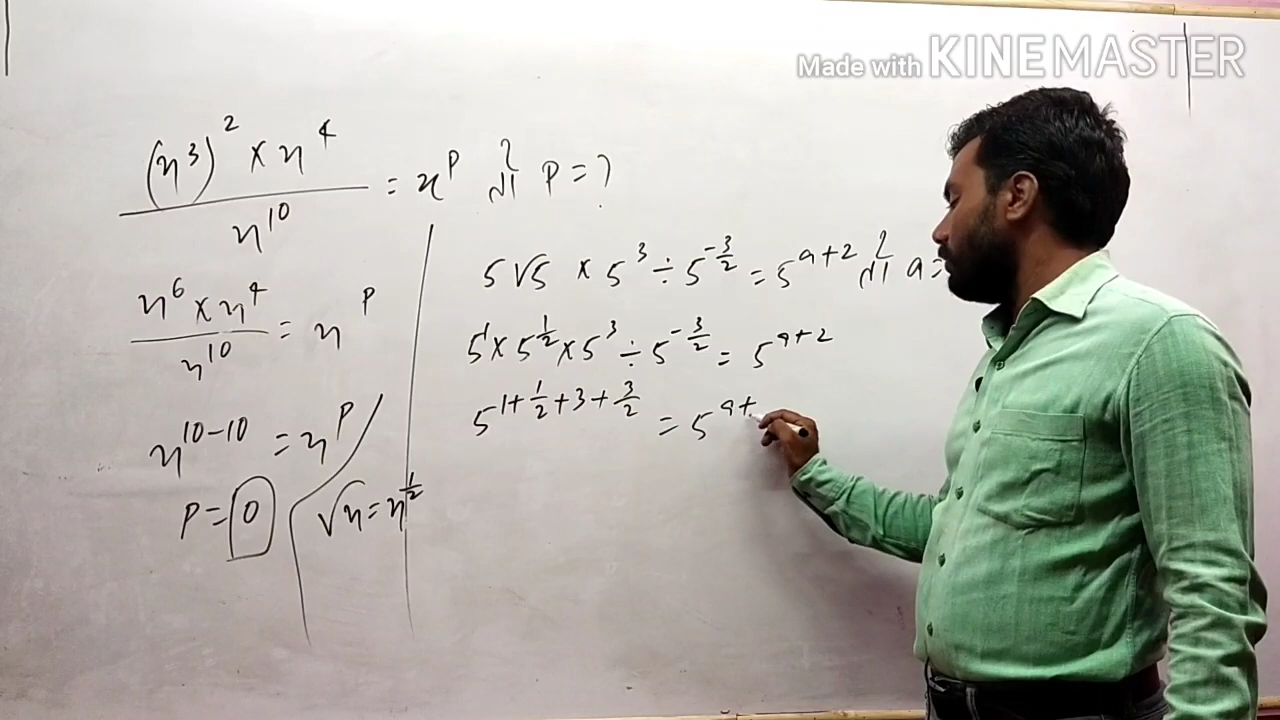 Made with KINEMASTER
(x³)² × x⁴ / x¹⁰ = x^p तो p = ?
x⁶ × x⁴ / x¹⁰ = x^p
x^(10-10) = x^p
p = 0
√x = x^(1/2)
5√5 × 5³ ÷ 5^(-3/2) = 5^(a+2) तो a =
5¹ × 5^(1/2) × 5³ ÷ 5^(-3/2) = 5^(a+2)
5^(1+1/2+3+3/2) = 5^(a+